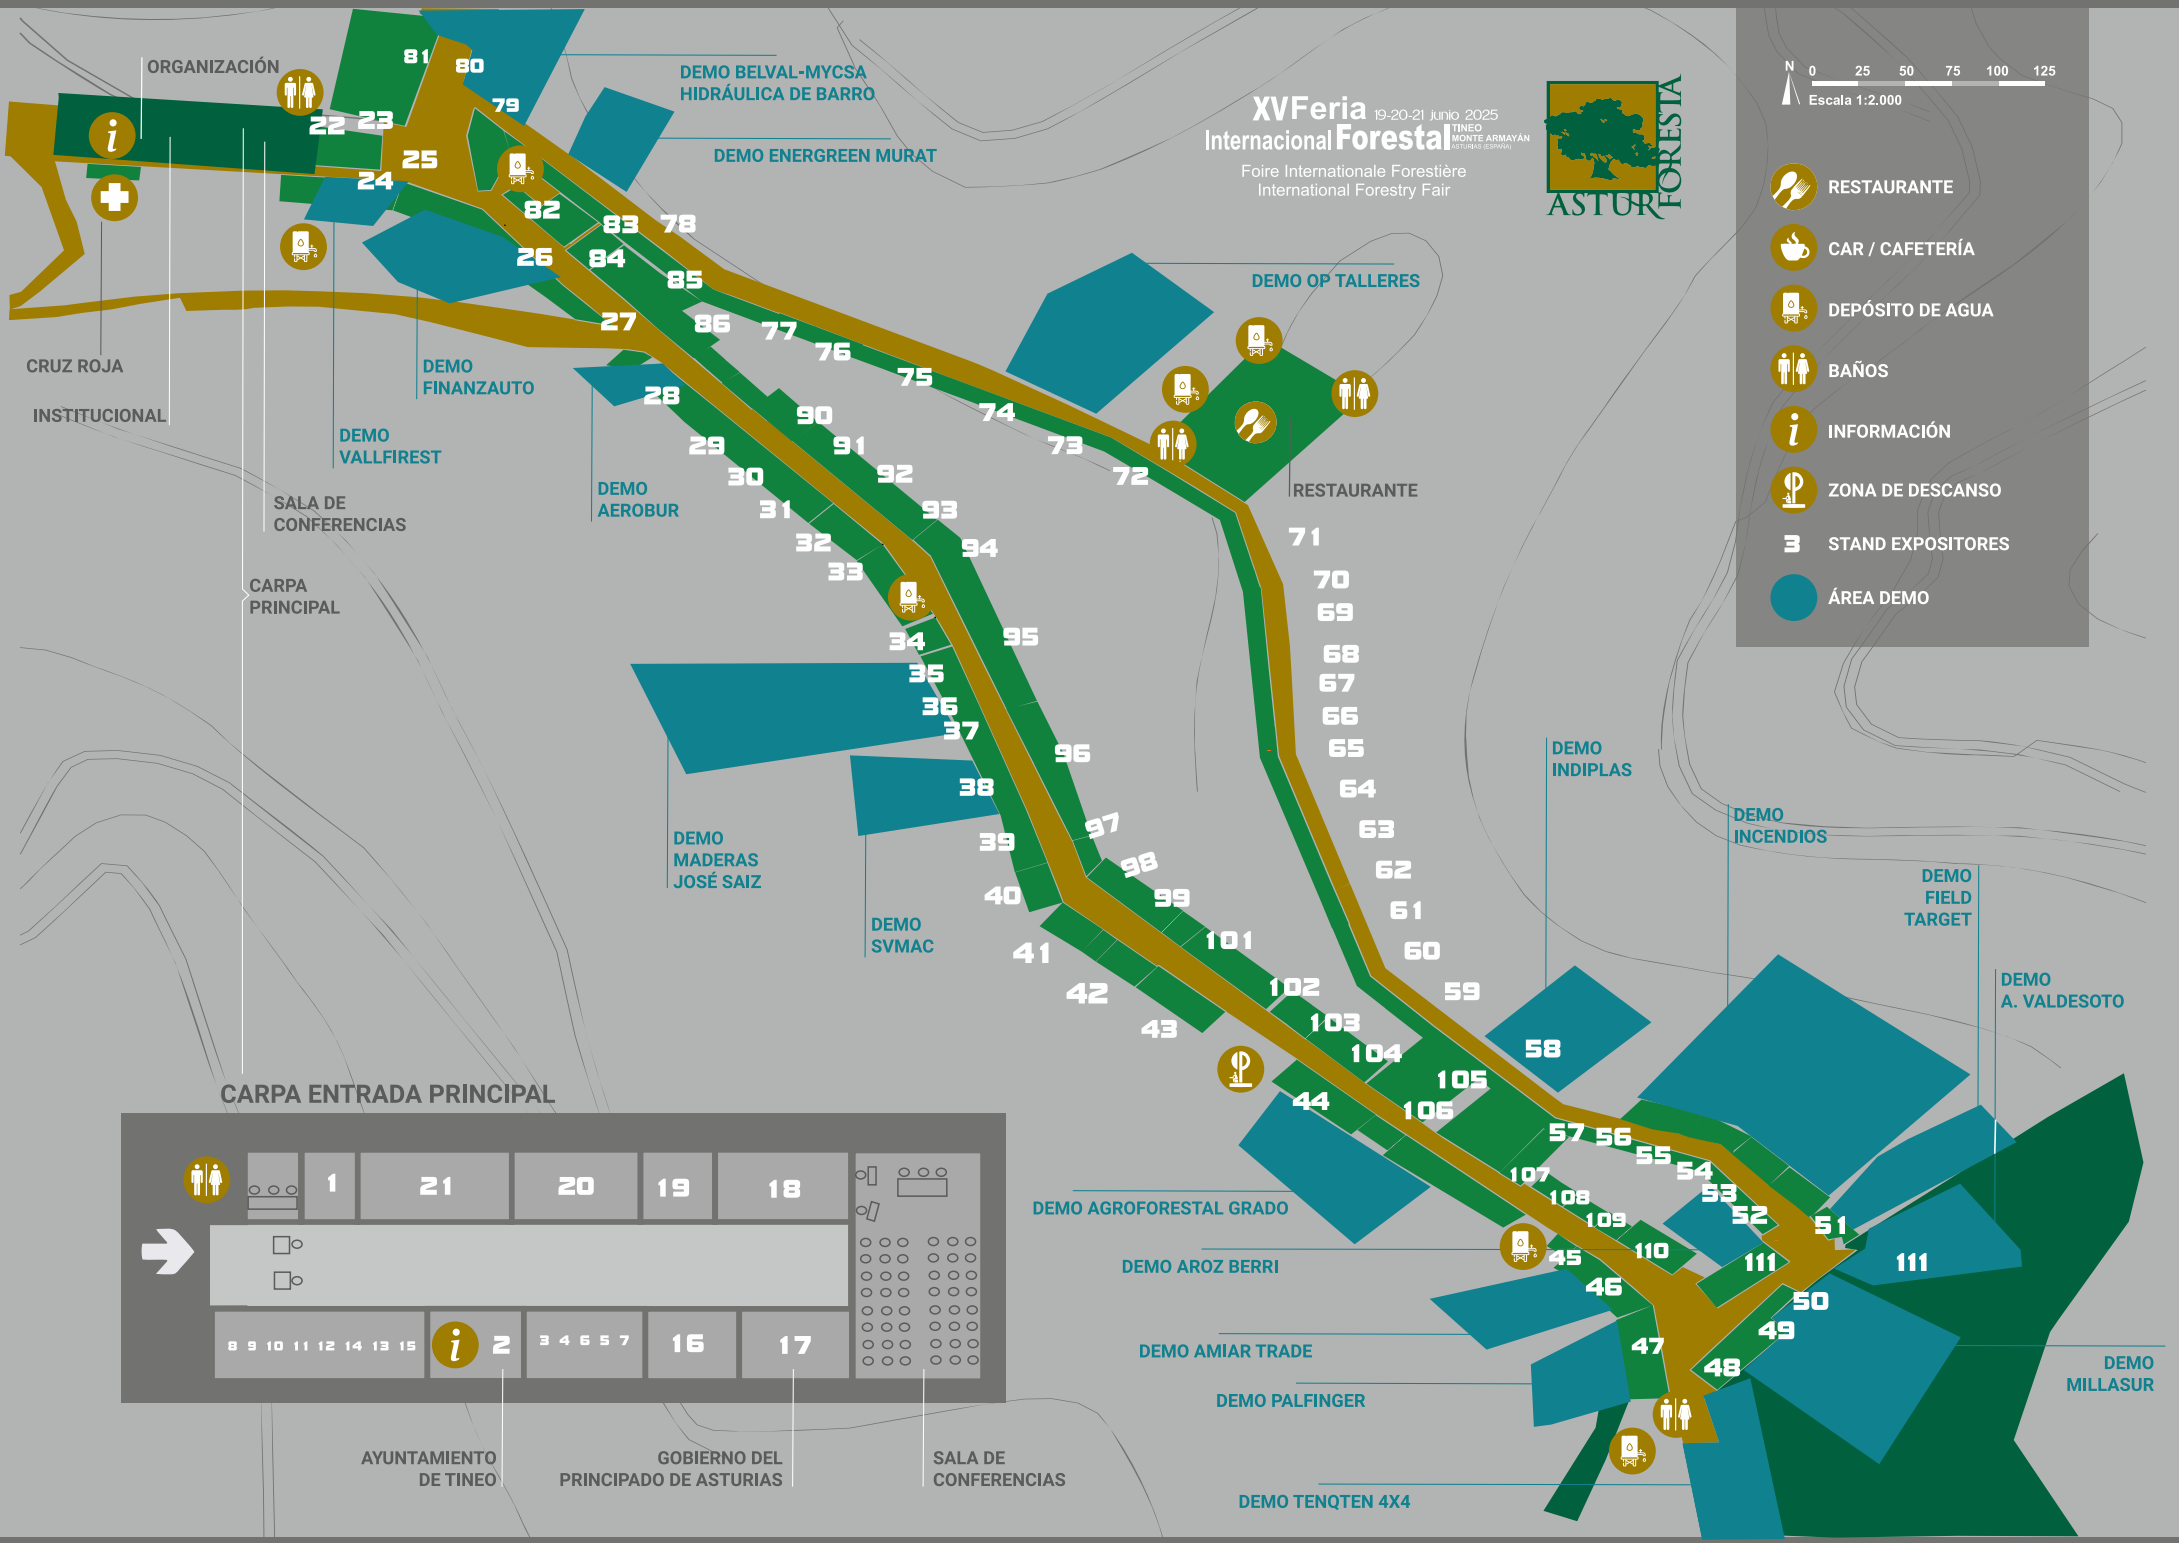 ORGANIZACIÓN
81
80
79
DEMO BELVAL-MYCSA
HIDRÁULICA DE BARRO
DEMO ENERGREEN MURAT
XV Feria 19-20-21 junio 2025
Internacional Forestal TINEO
MONTE ARMAYÁN
ASTURIAS (ESPAÑA)
Foire Internationale Forestière
International Forestry Fair
ASTUR
FORESTA
N
0 25 50 75 100 125
Escala 1:2.000
RESTAURANTE
CAR / CAFETERÍA
DEPÓSITO DE AGUA
BAÑOS
i INFORMACIÓN
ZONA DE DESCANSO
3 STAND EXPOSITORES
ÁREA DEMO
i
22
23
24
25
82
83
78
26
84
85
27
86
77
76
75
74
73
72
DEMO OP TALLERES
RESTAURANTE
CRUZ ROJA
INSTITUCIONAL
DEMO
FINANZAUTO
DEMO
VALLFIREST
SALA DE
CONFERENCIAS
CARPA
PRINCIPAL
DEMO
AEROBUR
28
29
30
31
32
33
90
91
92
93
94
34
35
36
37
38
39
40
95
96
97
98
99
101
102
103
104
105
106
41
42
43
44
71
70
69
68
67
66
65
64
63
62
61
60
59
58
DEMO
MADERAS
JOSÉ SAIZ
DEMO
SVMAC
DEMO
INDIPLAS
DEMO
INCENDIOS
DEMO
FIELD
TARGET
DEMO
A. VALDESOTO
57
56
55
54
53
52
51
107
108
109
110
111
111
45
46
47
48
49
50
DEMO AGROFORESTAL GRADO
DEMO AROZ BERRI
DEMO AMIAR TRADE
DEMO PALFINGER
DEMO TENQTEN 4X4
DEMO
MILLASUR
CARPA ENTRADA PRINCIPAL
1
21
20
19
18
8 9 10 11 12 14 13 15
i 2
3 4 6 5 7
16
17
AYUNTAMIENTO
DE TINEO
GOBIERNO DEL
PRINCIPADO DE ASTURIAS
SALA DE
CONFERENCIAS